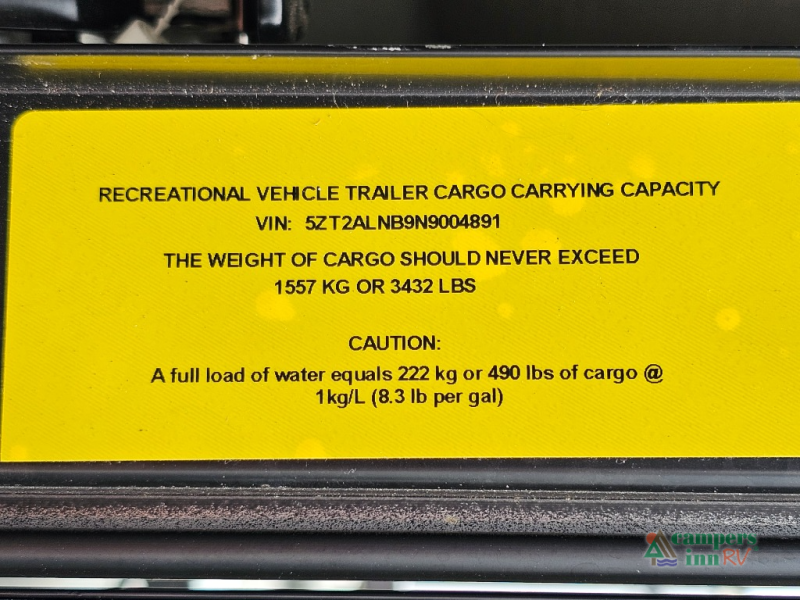 RECREATIONAL VEHICLE TRAILER CARGO CARRYING CAPACITY
VIN: 5ZT2ALNB9N9004891
THE WEIGHT OF CARGO SHOULD NEVER EXCEED
1557 KG OR 3432 LBS
CAUTION:
A full load of water equals 222 kg or 490 lbs of cargo @
1kg/L (8.3 lb per gal)
campers
inn RV